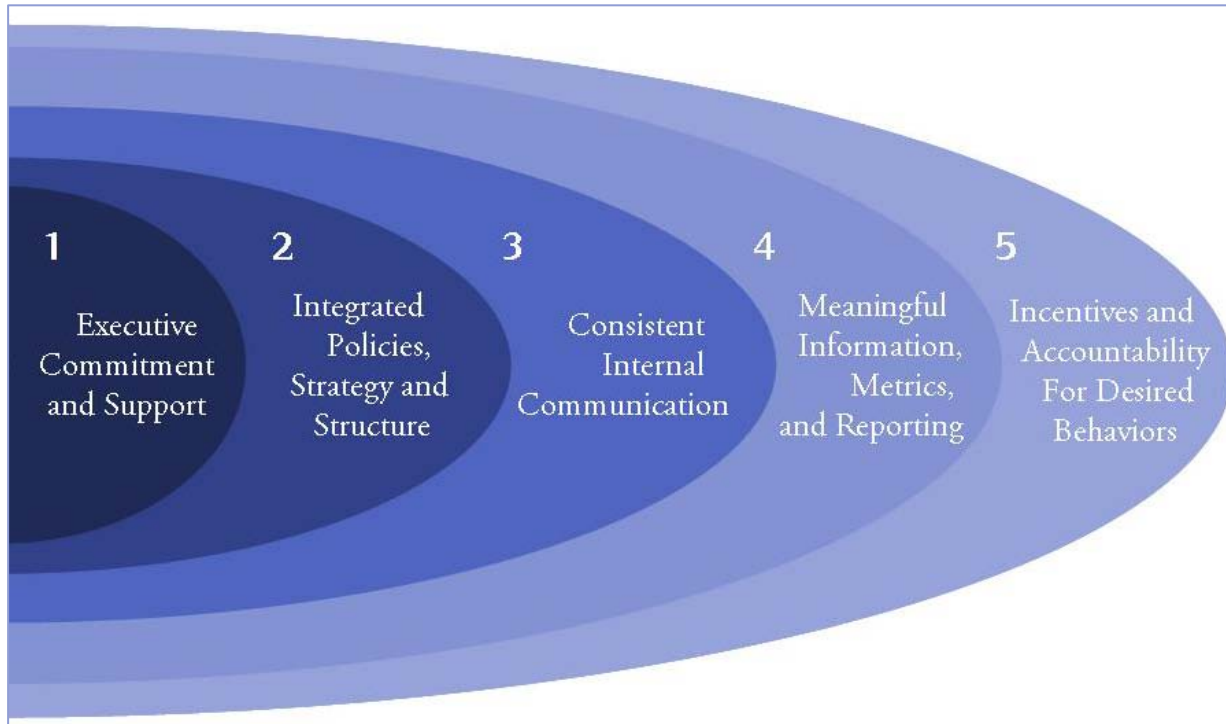 1
Executive
Commitment
and Support
2
Integrated
Policies,
Strategy and
Structure
3
Consistent
Internal
Communication
4
Meaningful
Information,
Metrics,
and Reporting
5
Incentives and
Accountability
For Desired
Behaviors